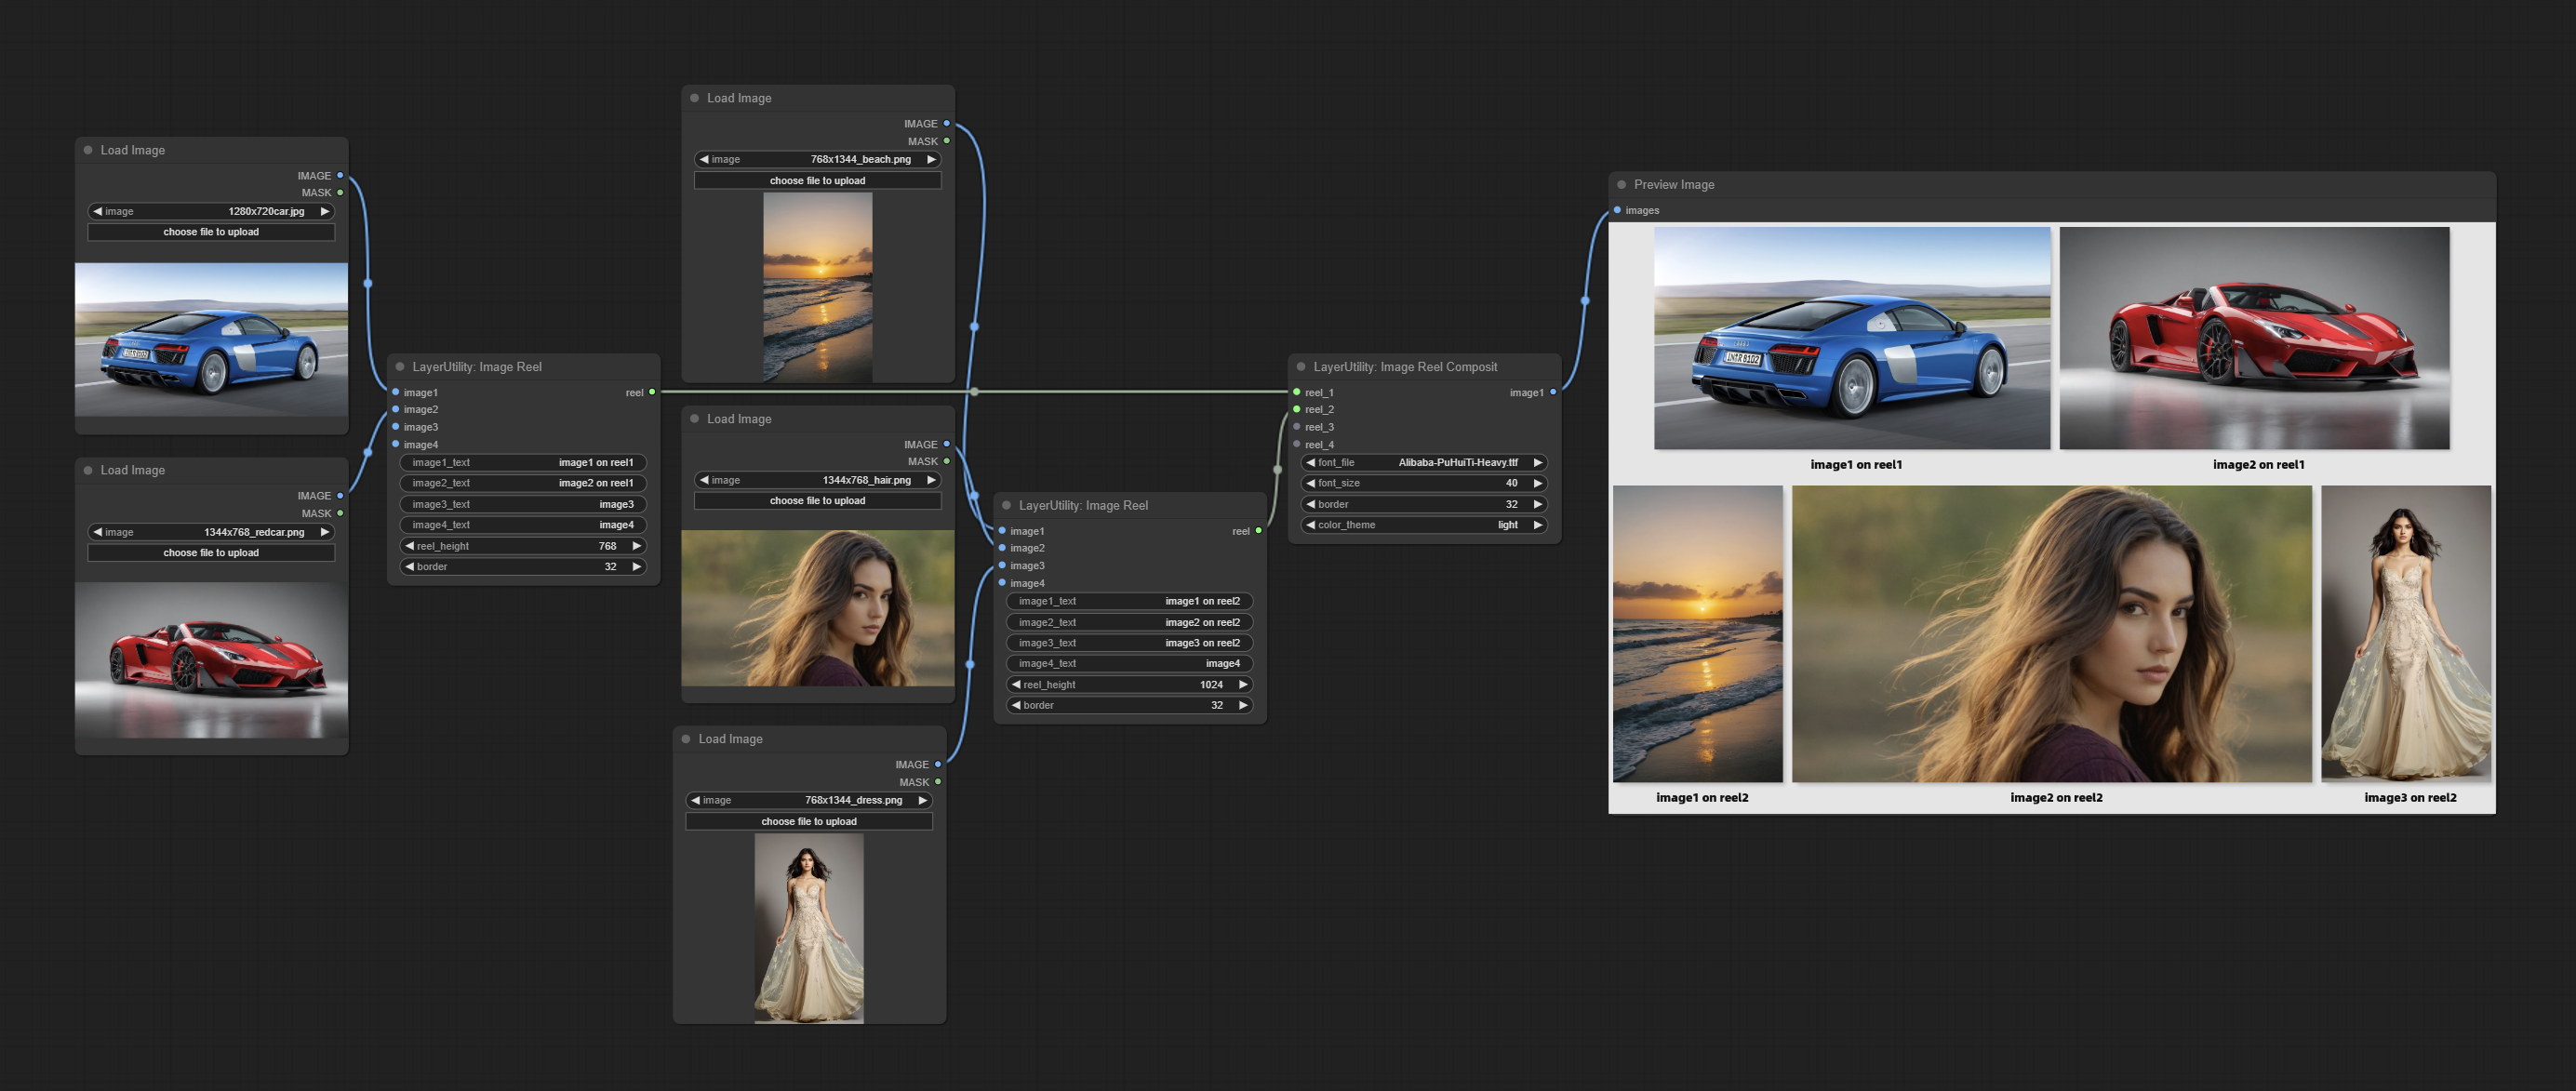 Load Image
IMAGE
MASK
image 1280x720car.jpg
choose file to upload
Load Image
IMAGE
MASK
image 1344x768_redcar.png
choose file to upload
LayerUtility: Image Reel
image1 reel
image2
image3
image4
image1_text image1 on reel1
image2_text image2 on reel1
image3_text image3
image4_text image4
reel_height 768
border 32
Load Image
IMAGE
MASK
image 768x1344_beach.png
choose file to upload
Load Image
IMAGE
MASK
image 1344x768_hair.png
choose file to upload
Load Image
IMAGE
MASK
image 768x1344_dress.png
choose file to upload
LayerUtility: Image Reel
image1 reel
image2
image3
image4
image1_text image1 on reel2
image2_text image2 on reel2
image3_text image3 on reel2
image4_text image4
reel_height 1024
border 32
LayerUtility: Image Reel Composit
reel_1 image1
reel_2
reel_3
reel_4
font_file Alibaba-PuHuiTi-Heavy.ttf
font_size 40
border 32
color_theme light
Preview Image
images
image1 on reel1
image2 on reel1
image1 on reel2
image2 on reel2
image3 on reel2